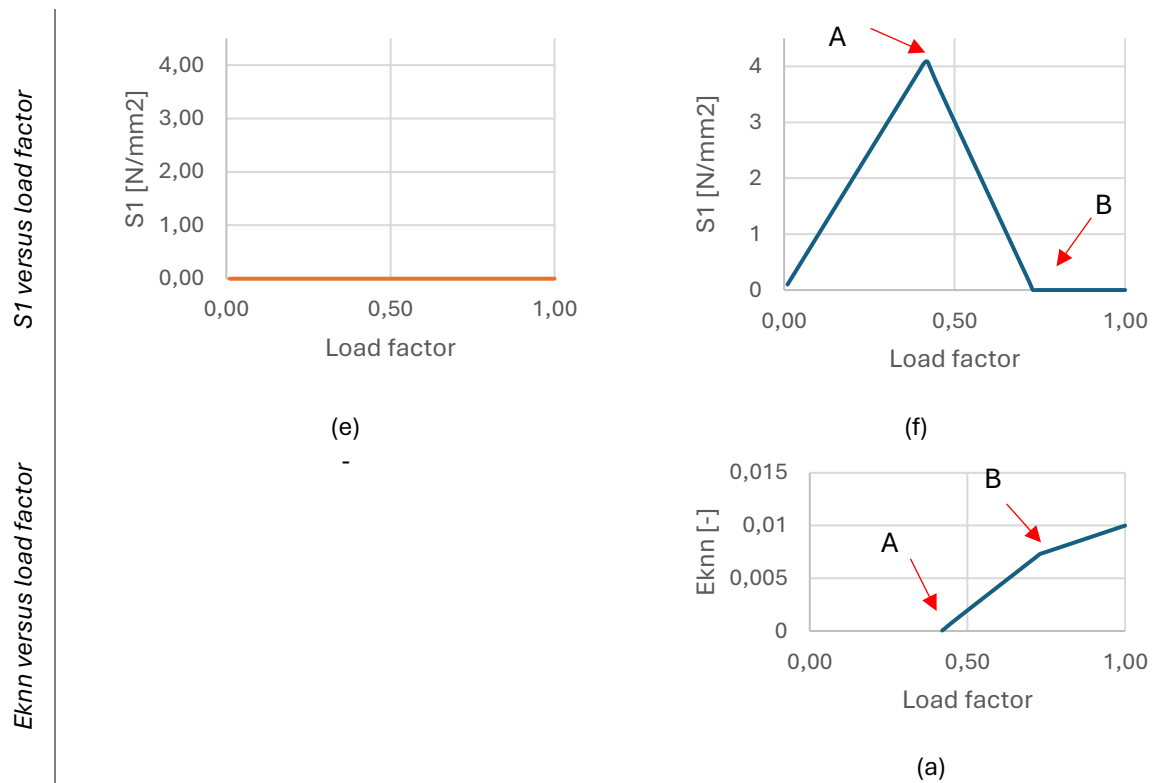 S1 versus load factor
S1 [N/mm2]
4,00
3,00
2,00
1,00
0,00
0,00 0,50 1,00
Load factor
(e)
A
B
S1 [N/mm2]
4
3
2
1
0
0,00 0,50 1,00
Load factor
(f)
Eknn versus load factor
-
A
B
Eknn [-]
0,015
0,01
0,005
0
0,00 0,50 1,00
Load factor
(a)